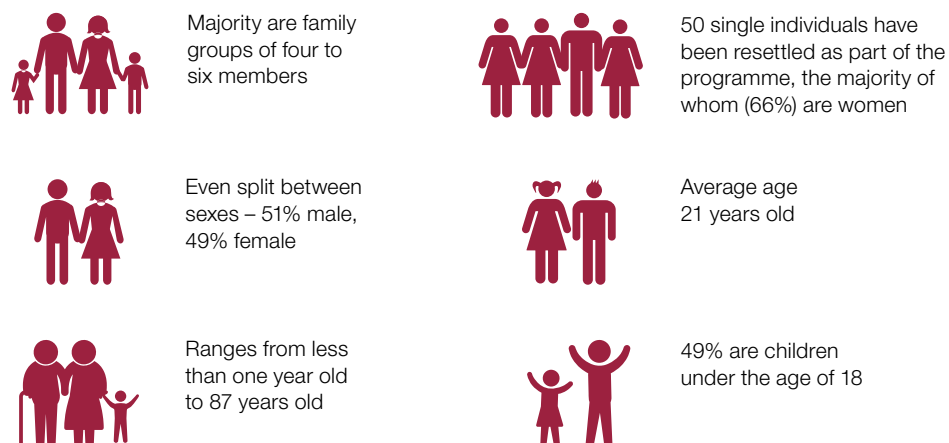 Majority are family
groups of four to
six members
50 single individuals have
been resettled as part of the
programme, the majority of
whom (66%) are women
Even split between
sexes – 51% male,
49% female
Average age
21 years old
Ranges from less
than one year old
to 87 years old
49% are children
under the age of 18